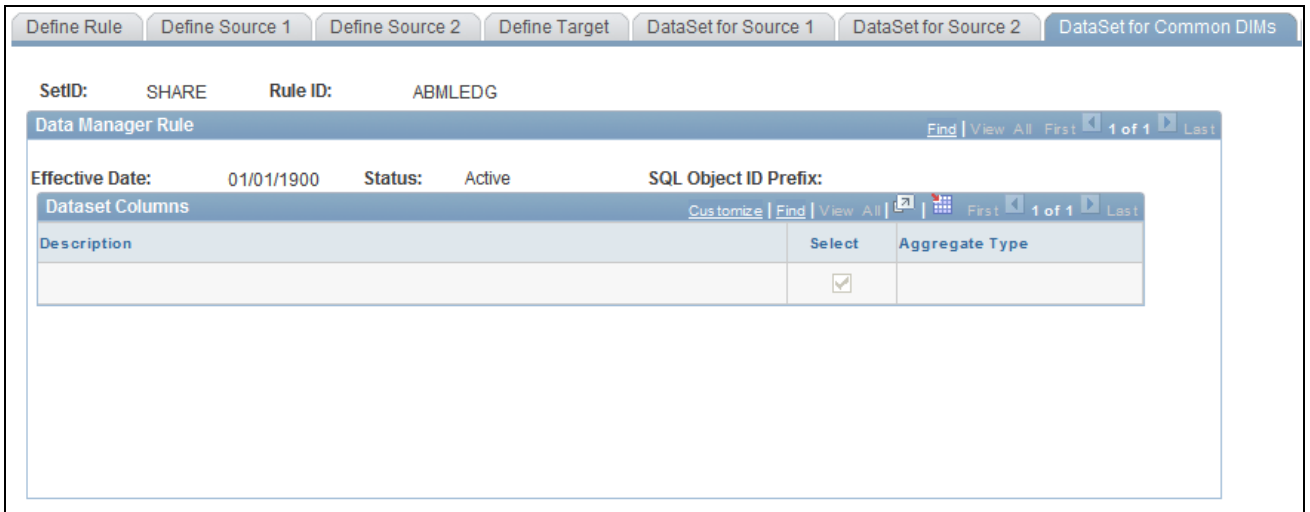 Define Rule Define Source 1 Define Source 2 Define Target DataSet for Source 1 DataSet for Source 2 DataSet for Common DIMs
SetID: SHARE Rule ID: ABMLEDG
Data Manager Rule Find | View All First 1 of 1 Last
Effective Date: 01/01/1900 Status: Active SQL Object ID Prefix:
Dataset Columns Customize | Find | View All | | First 1 of 1 Last
Description Select Aggregate Type